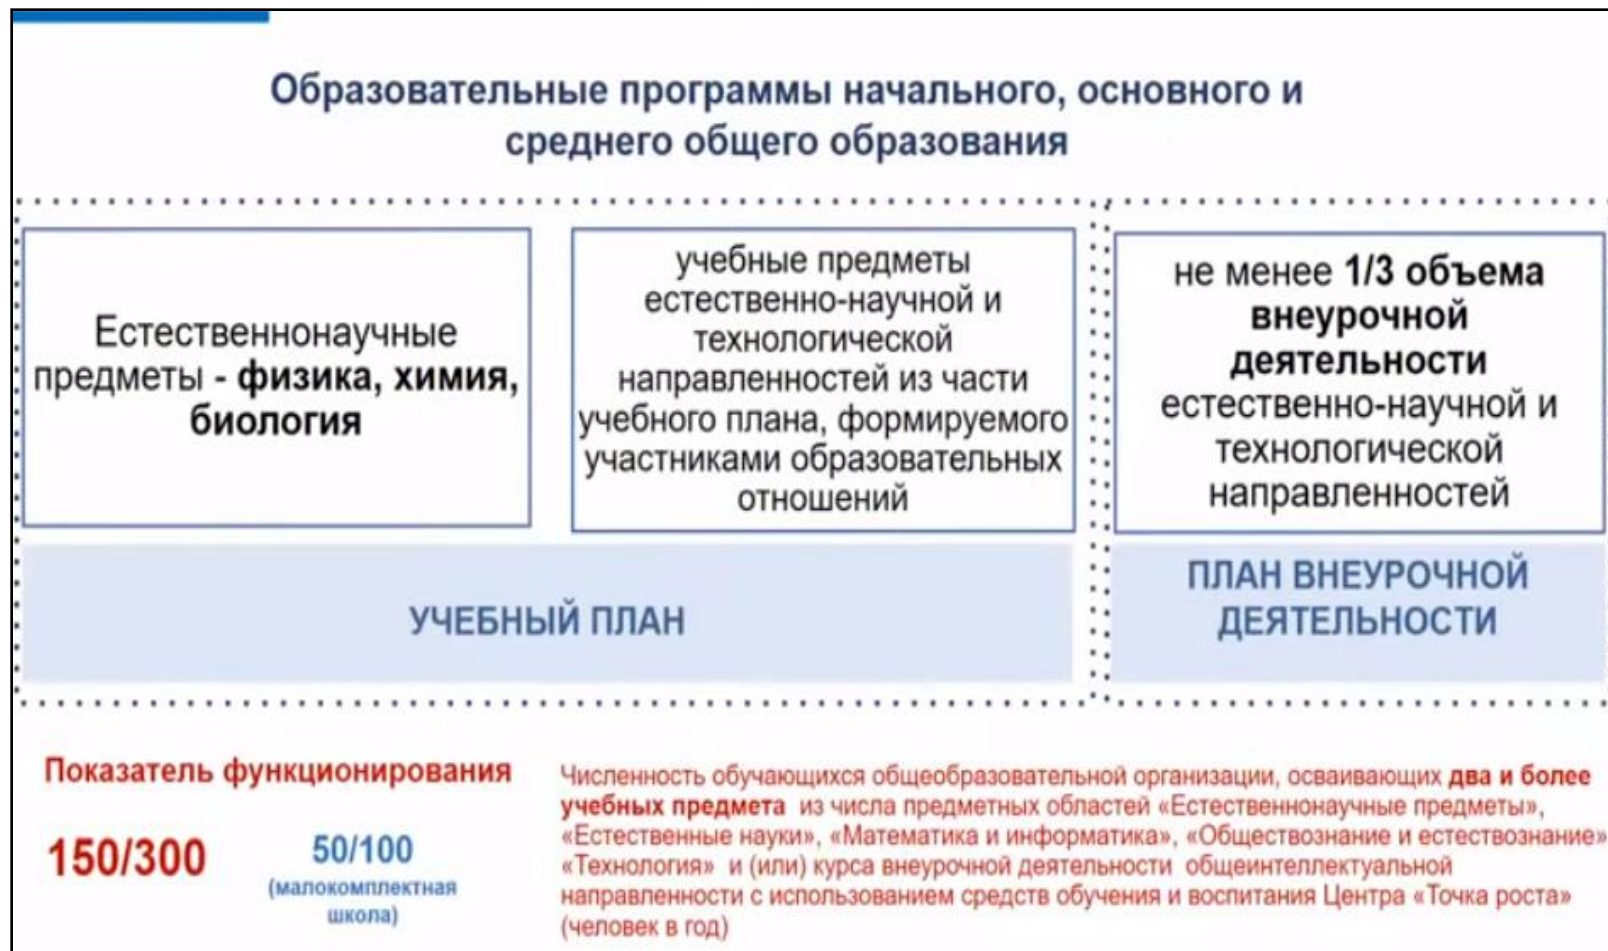 Образовательные программы начального, основного и
среднего общего образования
Естественнонаучные
предметы - физика, химия,
биология
учебные предметы
естественно-научной и
технологической
направленностей из части
учебного плана, формируемого
участниками образовательных
отношений
не менее 1/3 объема
внеурочной
деятельности
естественно-научной и
технологической
направленностей
УЧЕБНЫЙ ПЛАН
ПЛАН ВНЕУРОЧНОЙ
ДЕЯТЕЛЬНОСТИ
Показатель функционирования
150/300
50/100
(малокомплектная
школа)
Численность обучающихся общеобразовательной организации, осваивающих два и более
учебных предмета из числа предметных областей «Естественнонаучные предметы»,
«Естественные науки», «Математика и информатика», «Обществознание и естествознание»
«Технология» и (или) курса внеурочной деятельности общеинтеллектуальной
направленности с использованием средств обучения и воспитания Центра «Точка роста»
(человек в год)